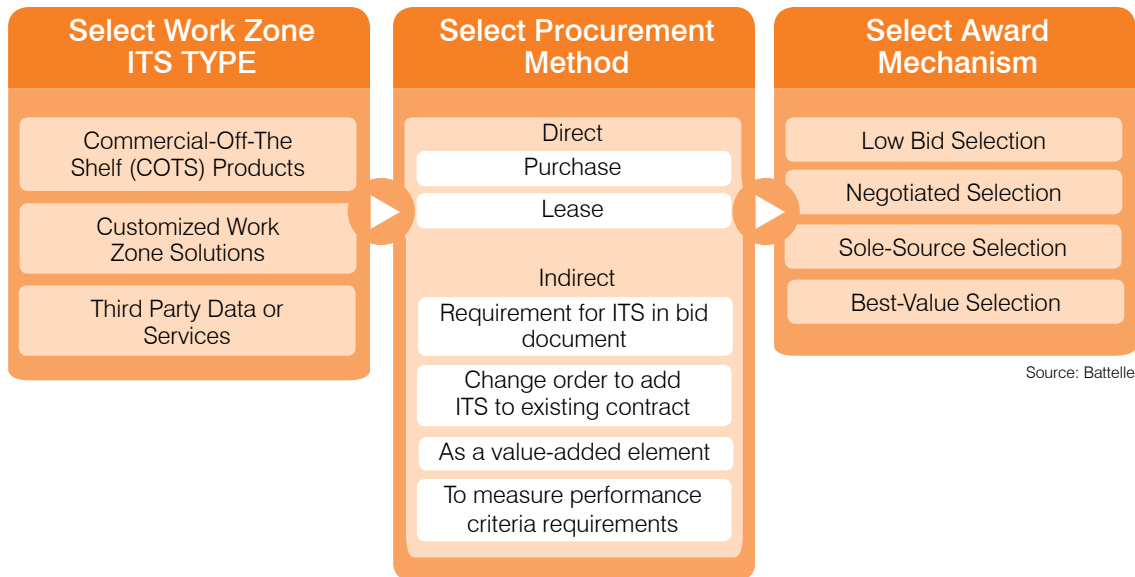 Select Work Zone
ITS TYPE
Commercial-Off-The
Shelf (COTS) Products
Customized Work
Zone Solutions
Third Party Data or
Services
Select Procurement
Method
Direct
Purchase
Lease
Indirect
Requirement for ITS in bid
document
Change order to add
ITS to existing contract
As a value-added element
To measure performance
criteria requirements
Select Award
Mechanism
Low Bid Selection
Negotiated Selection
Sole-Source Selection
Best-Value Selection
Source: Battelle